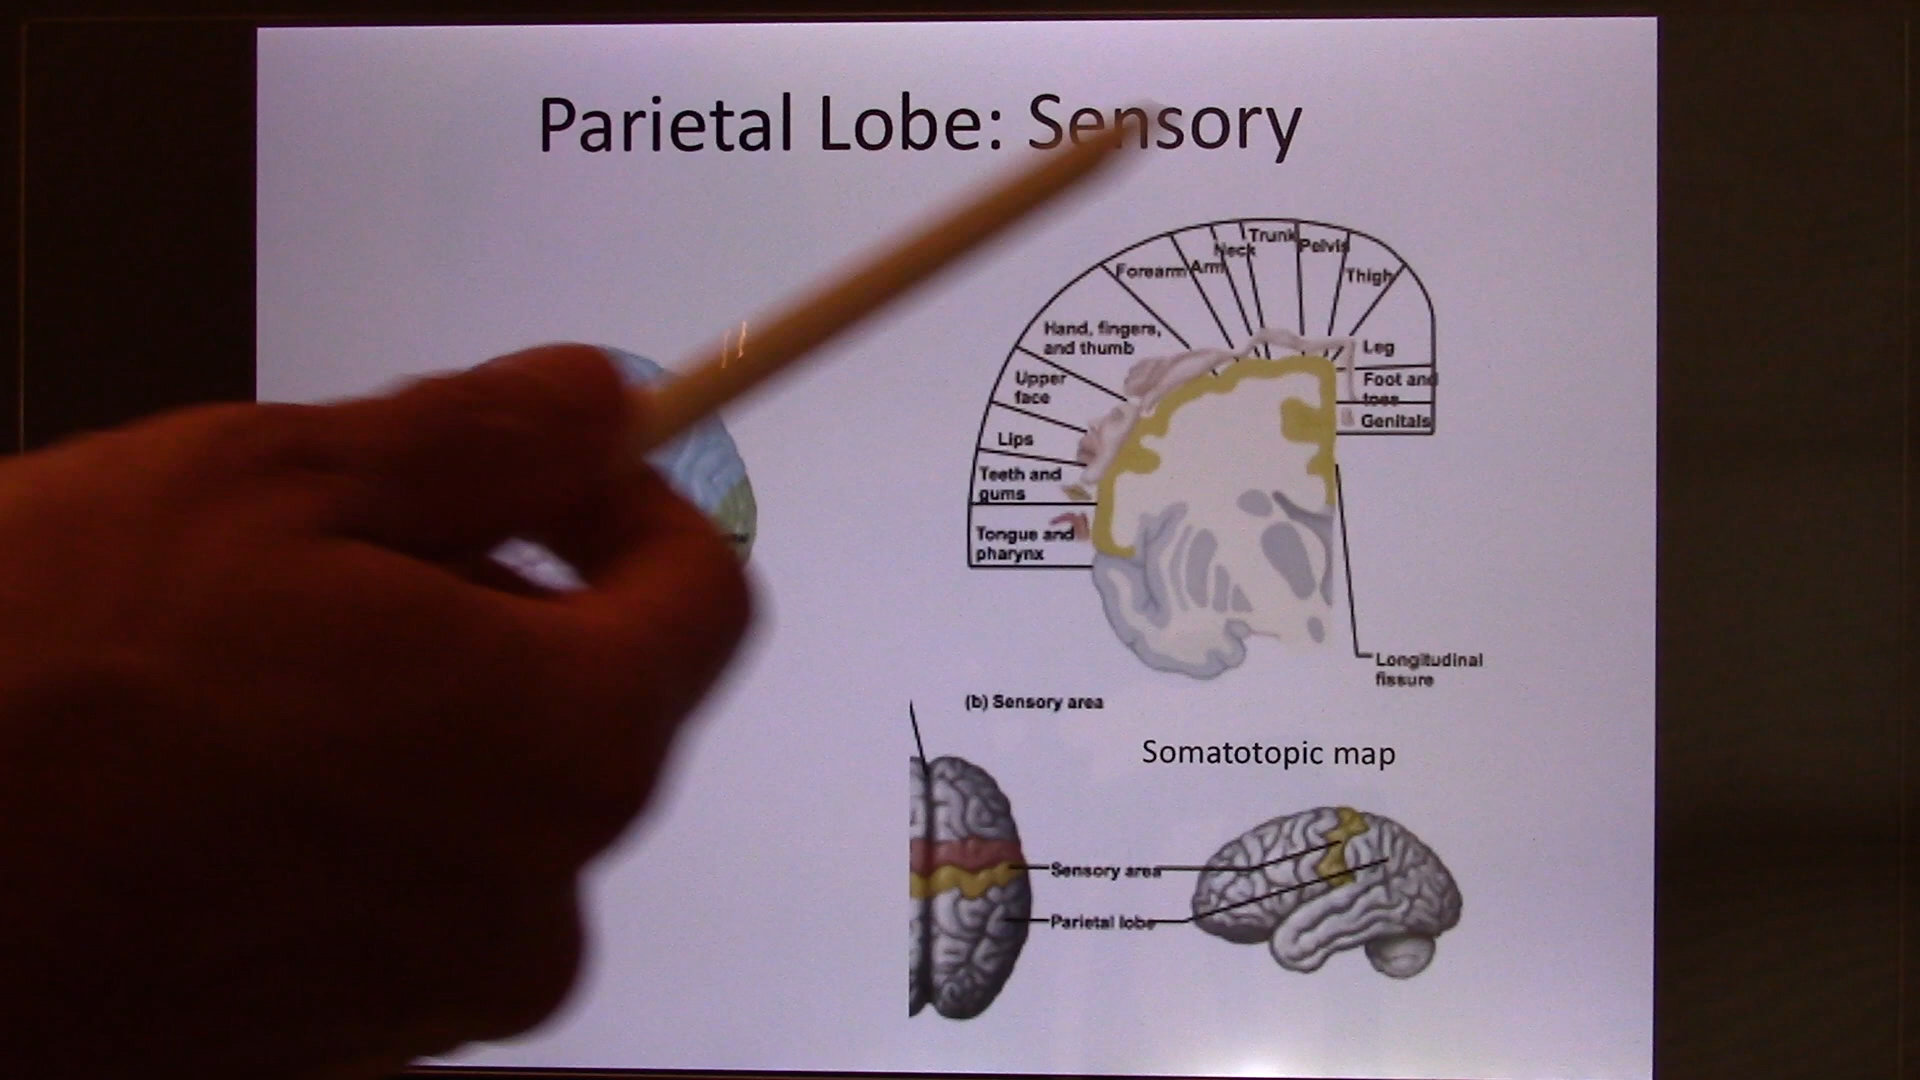 Parietal Lobe: Sensory
Trunk
Neck
Pelvis
Arm
Forearm
Thigh
Hand, fingers,
and thumb
Leg
Upper
face
Foot and
toes
Genitals
Lips
Teeth and
gums
Tongue and
pharynx
Longitudinal
fissure
(b) Sensory area
Somatotopic map
Sensory area
Parietal lobe